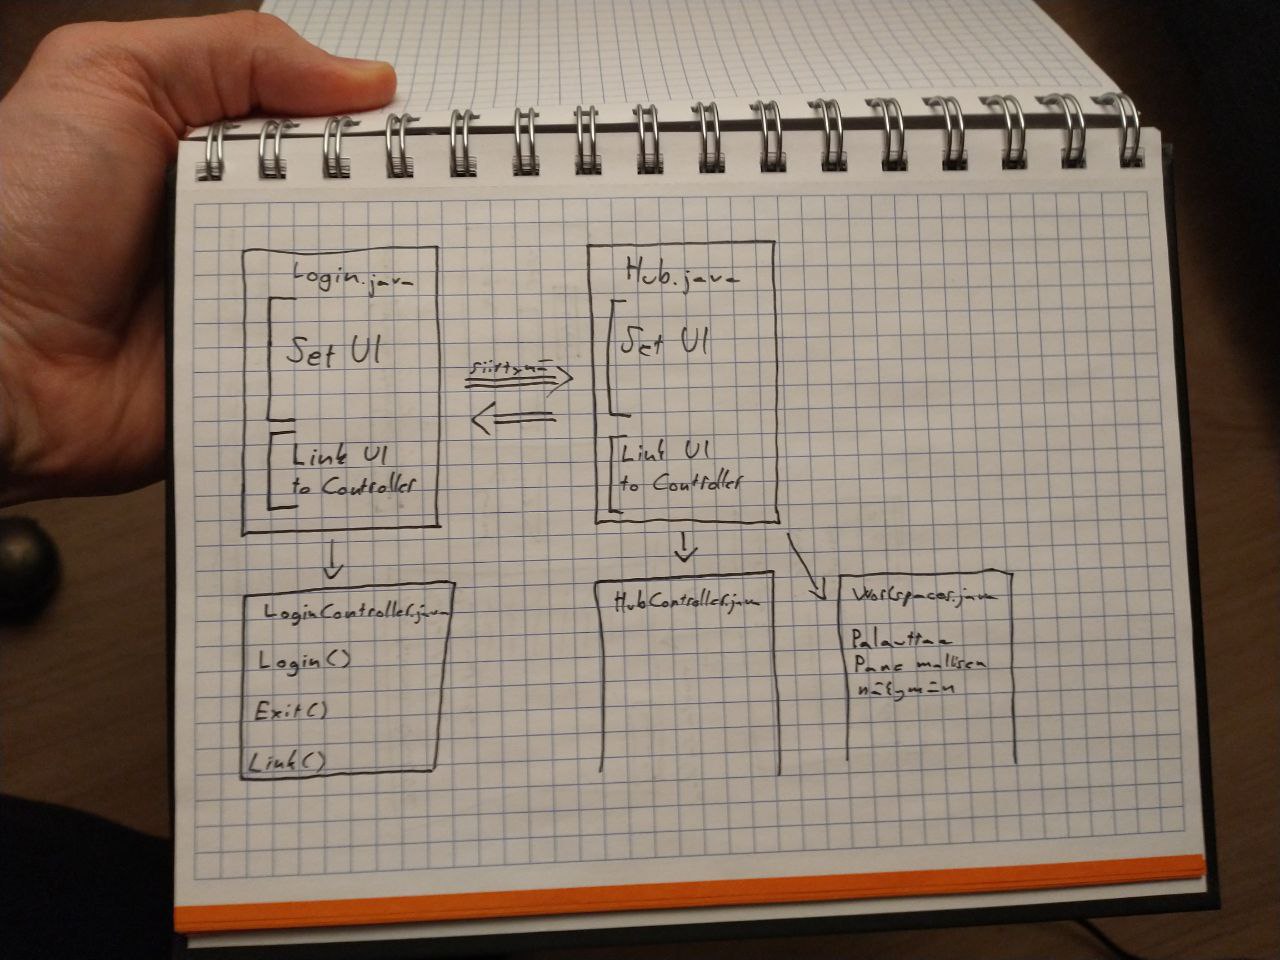 Login.java
Set UI
Link UI
to Controller
siirtymä
Hub.java
Set UI
Link UI
to Controller
LoginController.java
Login()
Exit()
Link()
HubController.java
Workspaces.java
Palauttaa
Pane mallisen
näkymän